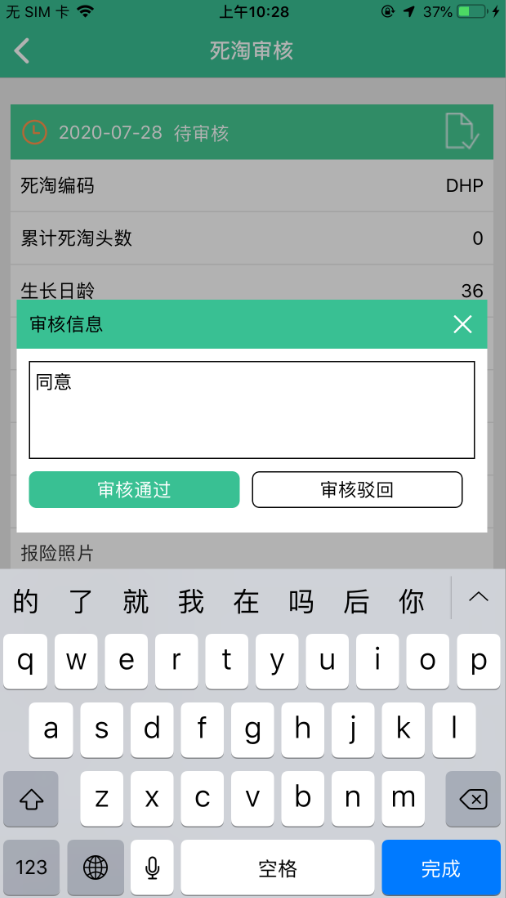 无 SIM 卡 上午10:28 37%
死淘审核
2020-07-28 待审核
死淘编码 DHP
累计死淘头数 0
生长日龄 36
审核信息
同意
审核通过 审核驳回
报险照片
的 了 就 我 在 吗 后 你
q w e r t y u i o p
a s d f g h j k l
z x c v b n m
123 空格 完成